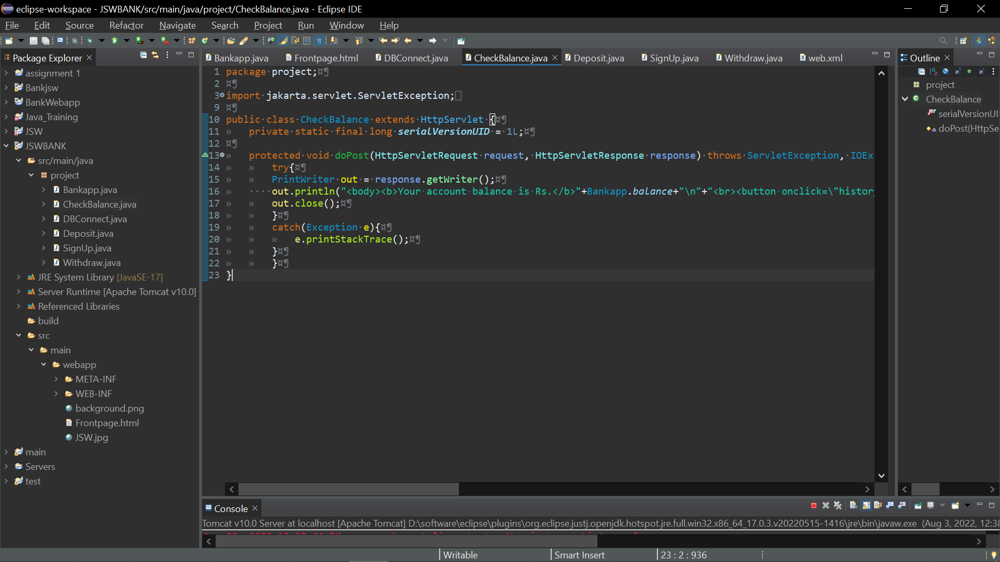 eclipse-workspace - JSWBANK/src/main/java/project/CheckBalance.java - Eclipse IDE
File Edit Source Refactor Navigate Search Project Run Window Help
Package Explorer
assignment 1
Bankjsw
BankWebapp
Java_Training
JSW
JSWBANK
src/main/java
project
Bankapp.java
CheckBalance.java
DBConnect.java
Deposit.java
SignUp.java
Withdraw.java
JRE System Library [JavaSE-17]
Server Runtime [Apache Tomcat v10.0]
Referenced Libraries
build
src
main
webapp
META-INF
WEB-INF
background.png
Frontpage.html
JSW.jpg
main
Servers
test
Bankapp.java Frontpage.html DBConnect.java CheckBalance.java Deposit.java SignUp.java Withdraw.java web.xml
1 package project;
2
3 import jakarta.servlet.ServletException;
9
10 public class CheckBalance extends HttpServlet {
11 private static final long serialVersionUID = 1L;
12
13 protected void doPost(HttpServletRequest request, HttpServletResponse response) throws ServletException, IOEx
14 try{
15 PrintWriter out = response.getWriter();
16 out.println("<body><b>Your account balance is Rs.</b>"+Bankapp.balance+"\n"+"<br><button onclick=\"history
17 out.close();
18 }
19 catch(Exception e){
20 e.printStackTrace();
21 }
22 }
23 }
Outline
project
CheckBalance
serialVersionUI
doPost(HttpSe
Console
Tomcat v10.0 Server at localhost [Apache Tomcat] D:\software\eclipse\plugins\org.eclipse.justj.openjdk.hotspot.jre.full.win32.x86_64_17.0.3.v20220515-1416\jre\bin\javaw.exe (Aug 3, 2022, 12:38
Writable Smart Insert 23 : 2 : 936